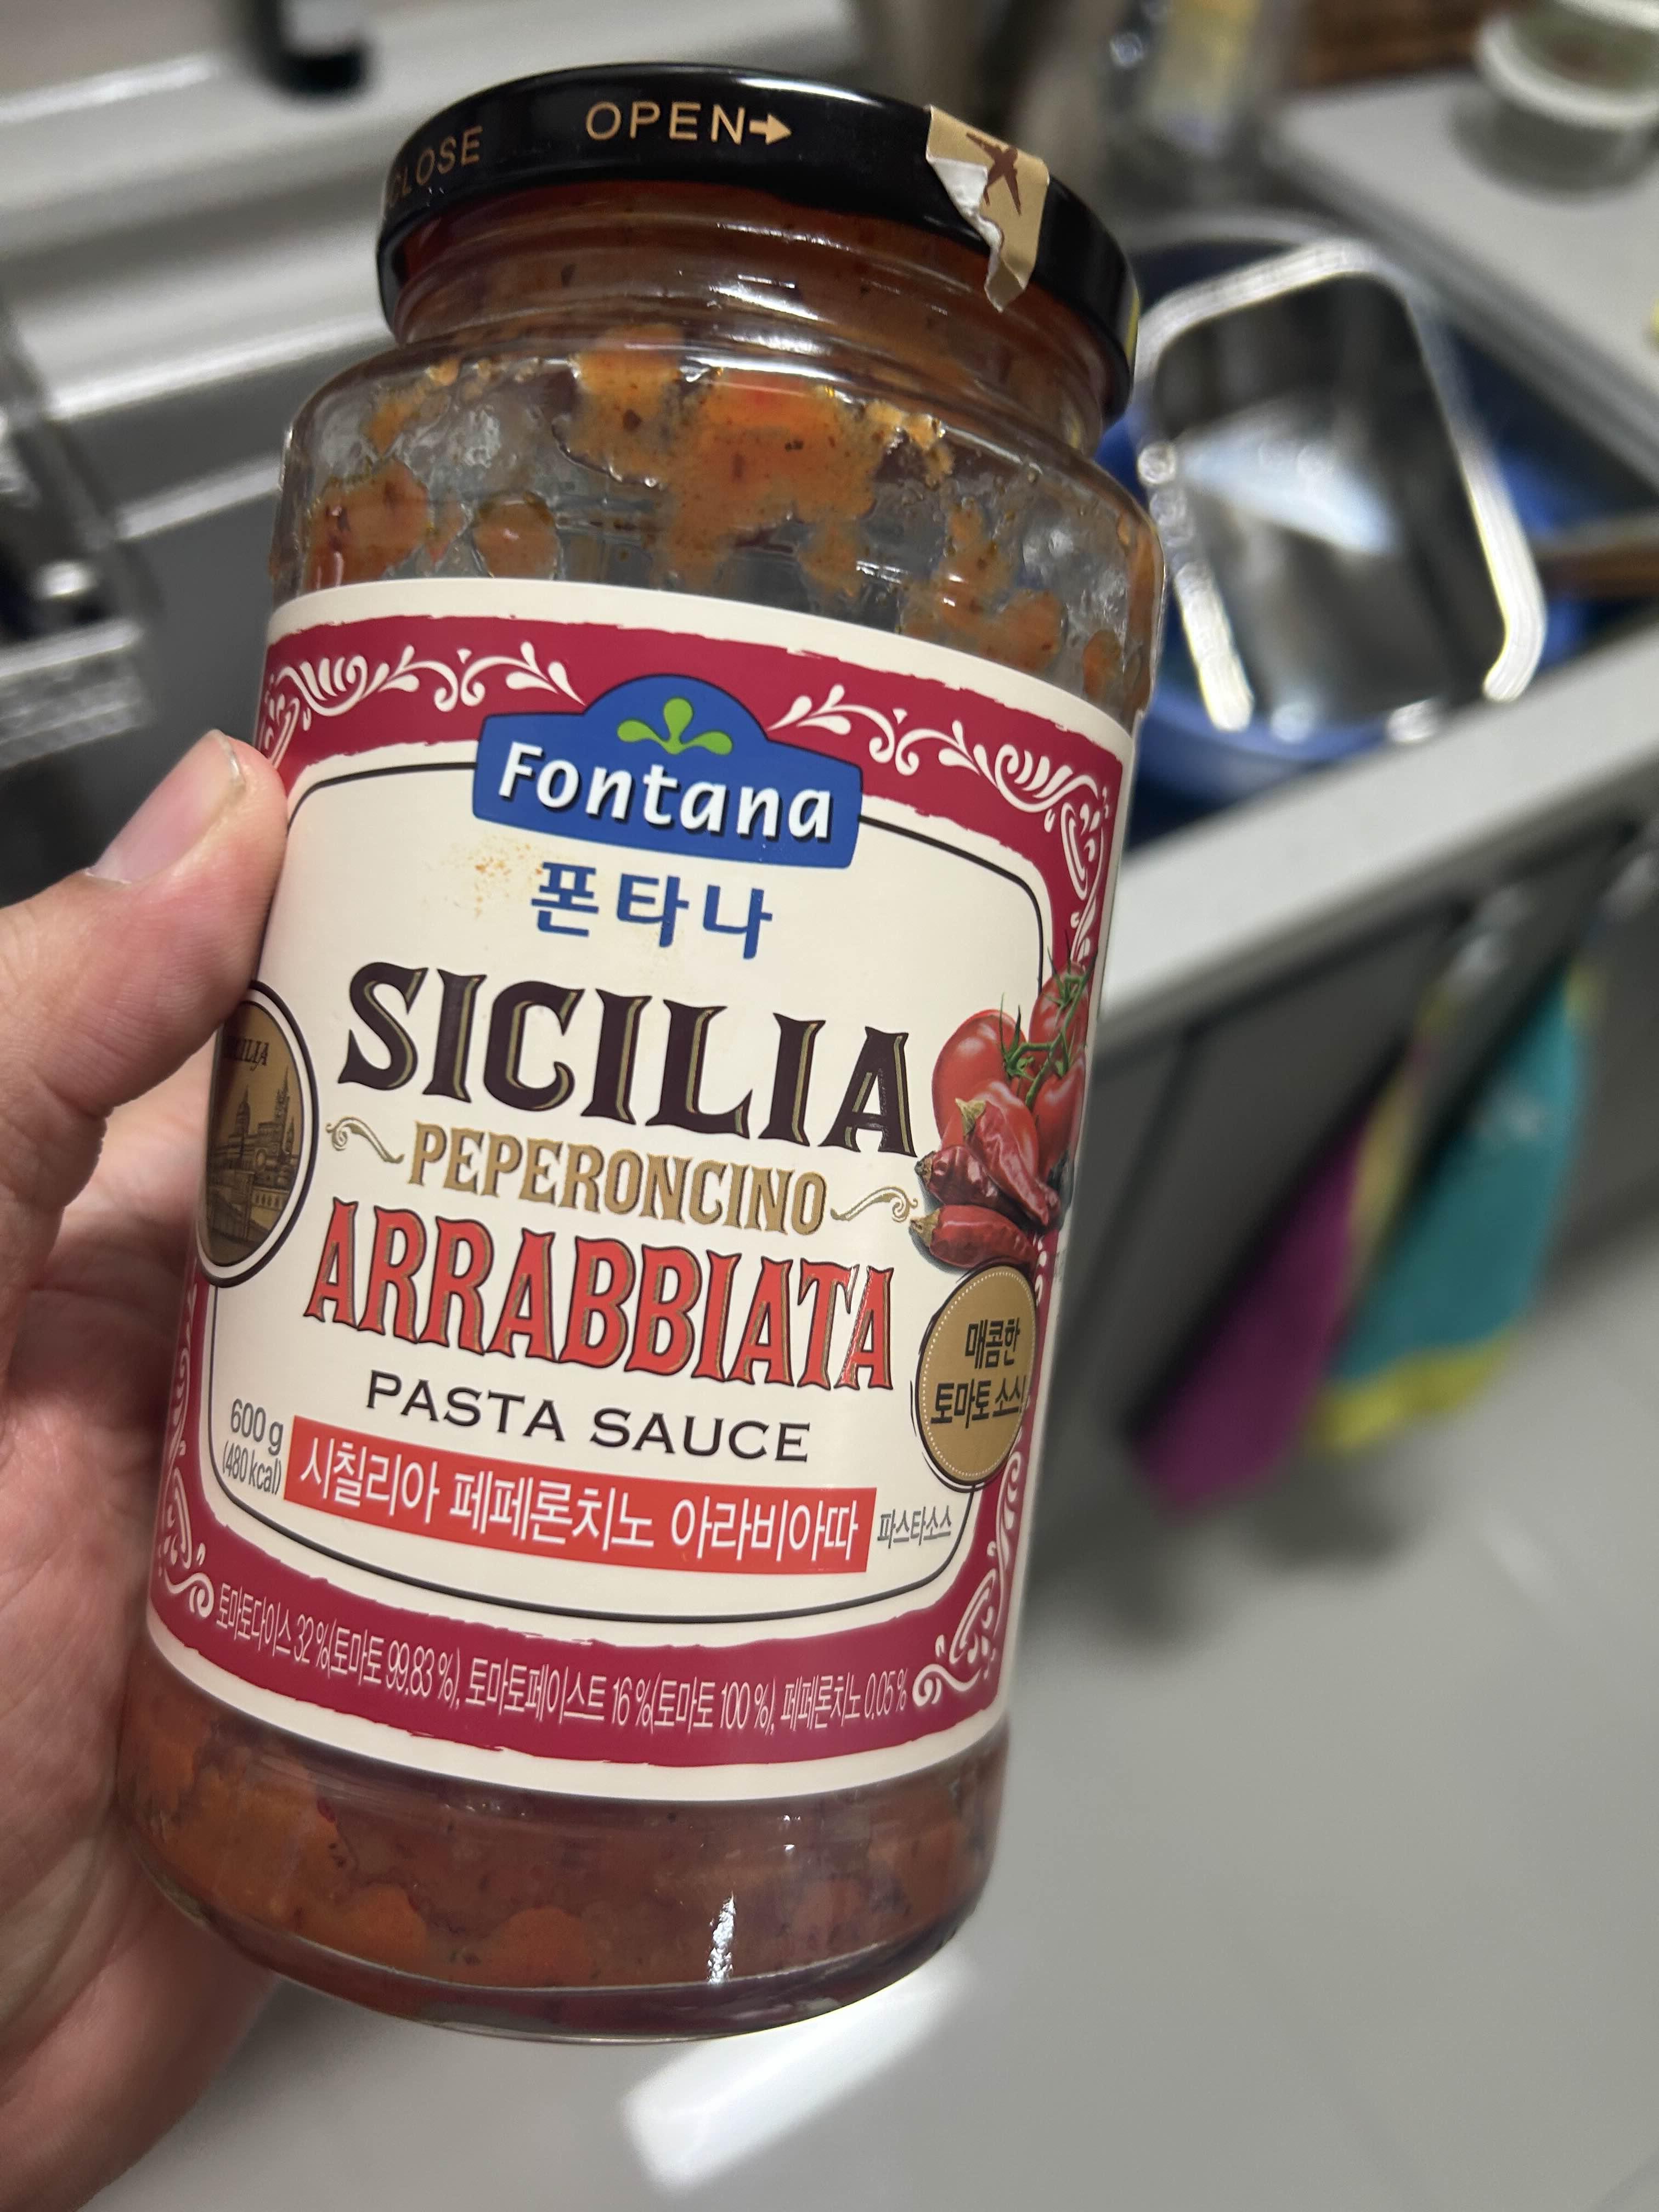 CLOSE OPEN
Fontana
폰타나
SICILIA
SICILIA
PEPERONCINO
ARRABBIATA
PASTA SAUCE
매콤한
토마토 소스!
600 g
(480 kcal)
시칠리아 페페론치노 아라비아따 파스타소스
토마토다이스 32 %(토마토 99.83 %), 토마토페이스트 16 %(토마토 100 %), 페페론치노 0.05 %